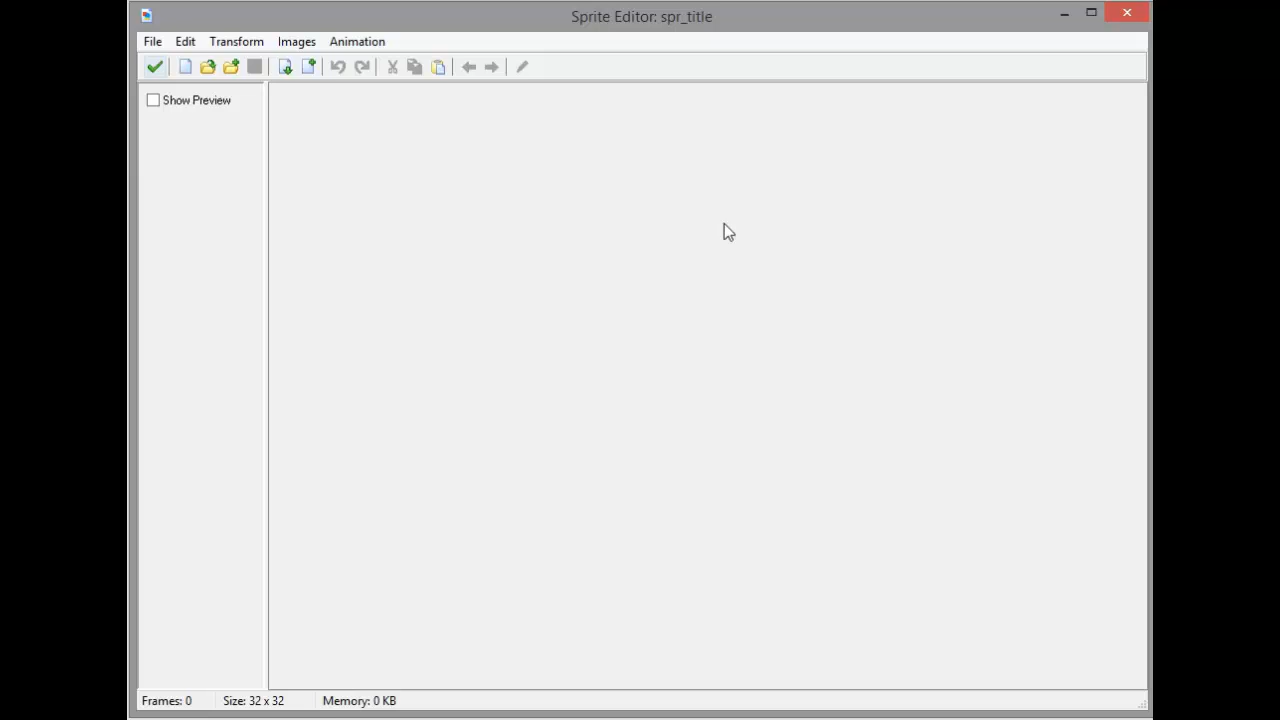 Sprite Editor: spr_title
File Edit Transform Images Animation
Show Preview
Frames: 0 Size: 32 x 32 Memory: 0 KB